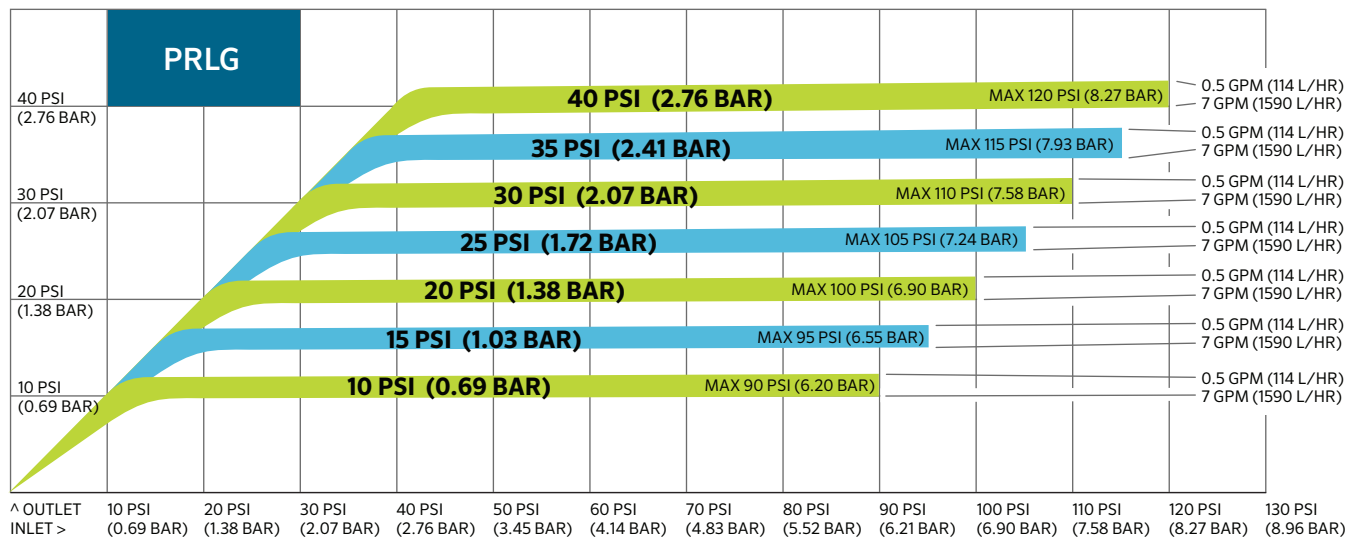 PRLG
40 PSI
(2.76 BAR)
40 PSI (2.76 BAR)
MAX 120 PSI (8.27 BAR)
0.5 GPM (114 L/HR)
7 GPM (1590 L/HR)
35 PSI (2.41 BAR)
MAX 115 PSI (7.93 BAR)
0.5 GPM (114 L/HR)
7 GPM (1590 L/HR)
30 PSI
(2.07 BAR)
30 PSI (2.07 BAR)
MAX 110 PSI (7.58 BAR)
0.5 GPM (114 L/HR)
7 GPM (1590 L/HR)
25 PSI (1.72 BAR)
MAX 105 PSI (7.24 BAR)
0.5 GPM (114 L/HR)
7 GPM (1590 L/HR)
20 PSI
(1.38 BAR)
20 PSI (1.38 BAR)
MAX 100 PSI (6.90 BAR)
0.5 GPM (114 L/HR)
7 GPM (1590 L/HR)
15 PSI (1.03 BAR)
MAX 95 PSI (6.55 BAR)
0.5 GPM (114 L/HR)
7 GPM (1590 L/HR)
10 PSI
(0.69 BAR)
10 PSI (0.69 BAR)
MAX 90 PSI (6.20 BAR)
0.5 GPM (114 L/HR)
7 GPM (1590 L/HR)
^ OUTLET 10 PSI 20 PSI 30 PSI 40 PSI 50 PSI 60 PSI 70 PSI 80 PSI 90 PSI 100 PSI 110 PSI 120 PSI 130 PSI
INLET > (0.69 BAR) (1.38 BAR) (2.07 BAR) (2.76 BAR) (3.45 BAR) (4.14 BAR) (4.83 BAR) (5.52 BAR) (6.21 BAR) (6.90 BAR) (7.58 BAR) (8.27 BAR) (8.96 BAR)